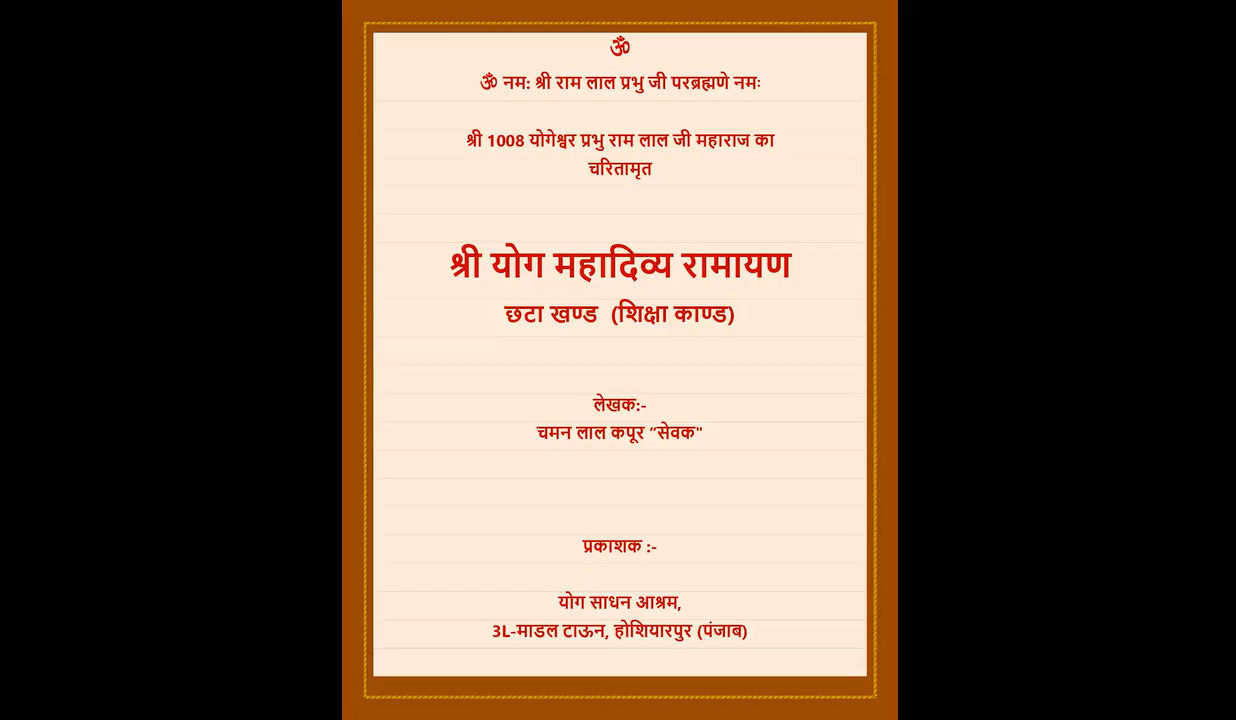 ॐ
ॐ नम: श्री राम लाल प्रभु जी परब्रह्मणे नमः
श्री 1008 योगेश्वर प्रभु राम लाल जी महाराज का
चरितामृत
श्री योग महादिव्य रामायण
छटा खण्ड (शिक्षा काण्ड)
लेखक:-
चमन लाल कपूर “सेवक"
प्रकाशक :-
योग साधन आश्रम,
3L-माडल टाऊन, होशियारपुर (पंजाब)